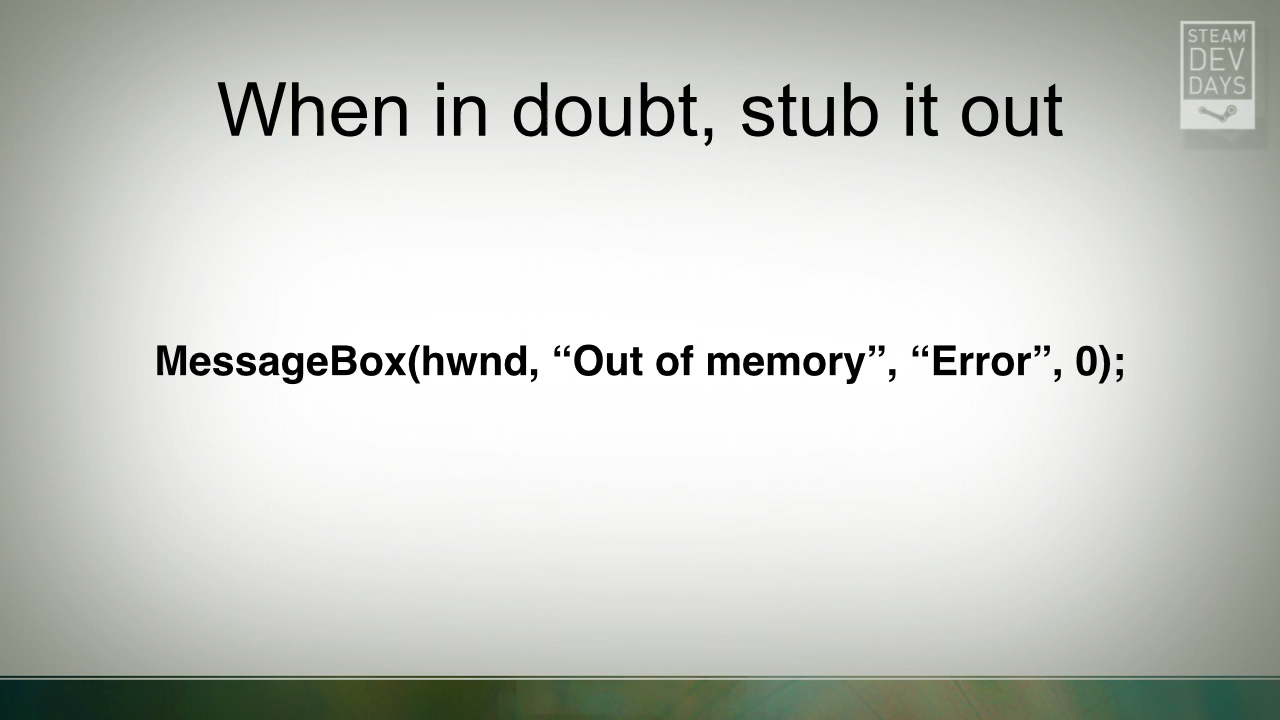 When in doubt, stub it out
STEAM
DEV
DAYS
MessageBox(hwnd, “Out of memory”, “Error”, 0);